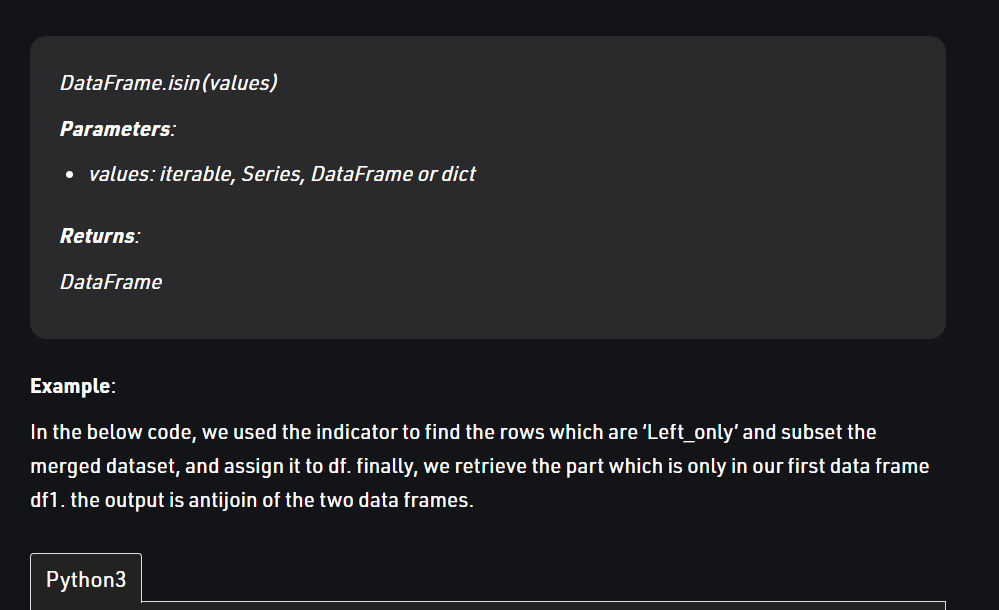 DataFrame.isin(values)
Parameters:
• values: iterable, Series, DataFrame or dict
Returns:
DataFrame
Example:
In the below code, we used the indicator to find the rows which are ‘Left_only’ and subset the
merged dataset, and assign it to df. finally, we retrieve the part which is only in our first data frame
df1. the output is antijoin of the two data frames.
Python3